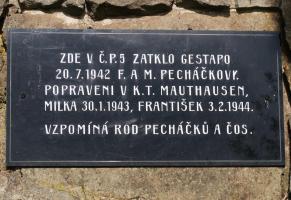 ZDE V Č.P.5 ZATKLO GESTAPO
20.7.1942 F. A M. PECHÁČKOVY.
POPRAVENI V K.T. MAUTHAUSEN,
MILKA 30.1.1943, FRANTIŠEK 3.2.1944.
VZPOMÍNÁ ROD PECHÁČKŮ A ČOS.